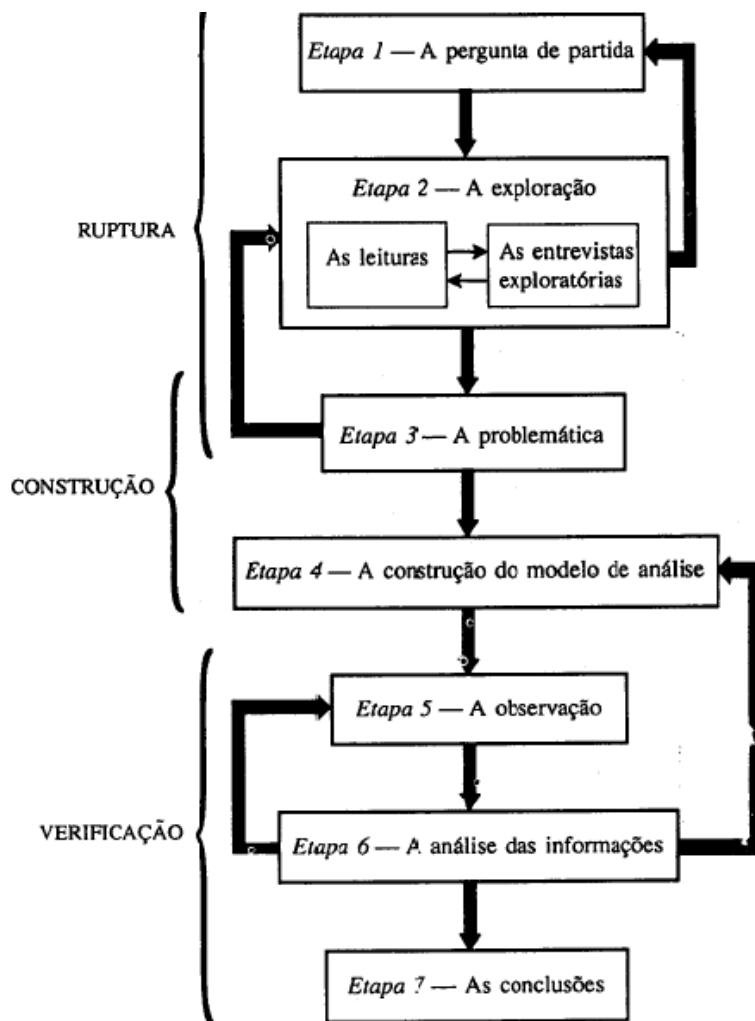 Etapa 1 — A pergunta de partida
Etapa 2 — A exploração
RUPTURA
As leituras
As entrevistas
exploratórias
Etapa 3 — A problemática
CONSTRUÇÃO
Etapa 4 — A construção do modelo de análise
Etapa 5 — A observação
VERIFICAÇÃO
Etapa 6 — A análise das informações
Etapa 7 — As conclusões